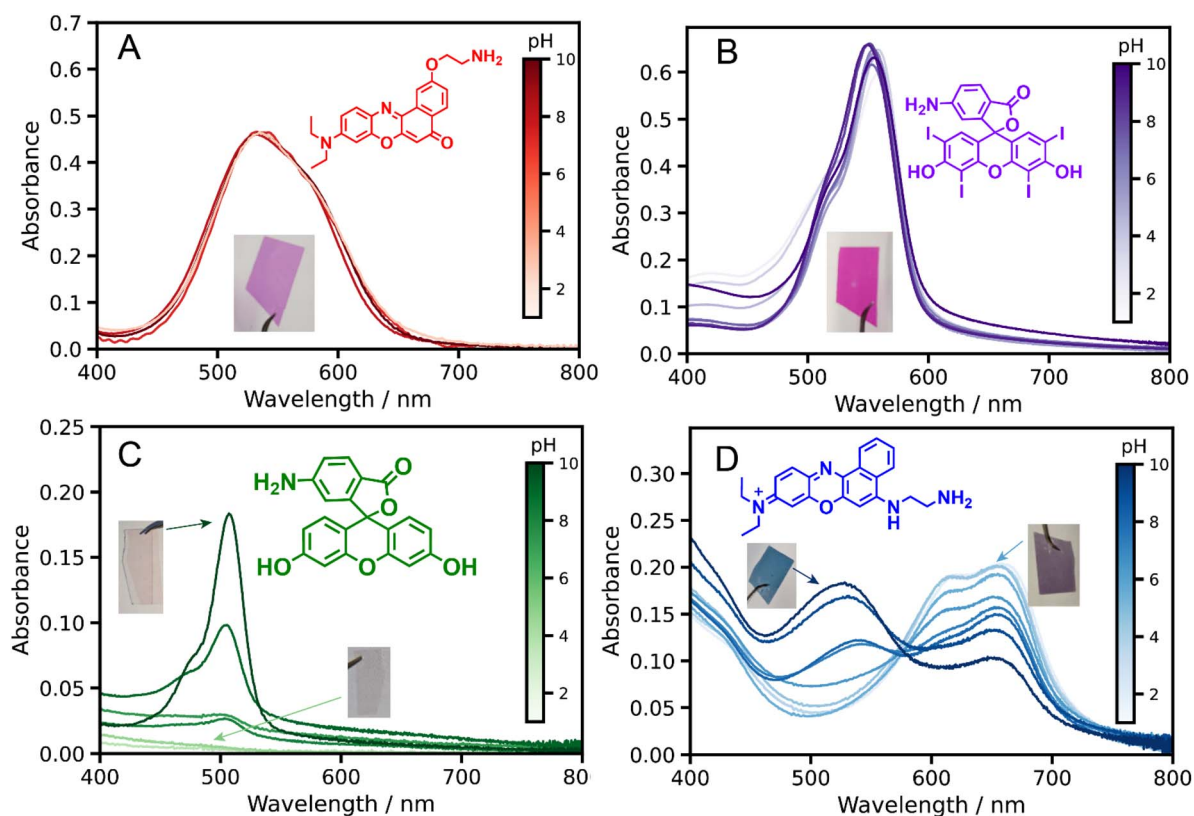 A
pH
Absorbance
0.7
0.6
0.5
0.4
0.3
0.2
0.1
0.0
400
500
600
700
800
Wavelength / nm
10
8
6
4
2
NH₂
O
N
N
O
O
B
pH
Absorbance
0.6
0.5
0.4
0.3
0.2
0.1
0.0
400
500
600
700
800
Wavelength / nm
10
8
6
4
2
H₂N
O
O
I
I
HO
O
OH
I
I
C
pH
Absorbance
0.25
0.20
0.15
0.10
0.05
0.00
400
500
600
700
800
Wavelength / nm
10
8
6
4
2
H₂N
O
O
HO
O
OH
D
pH
Absorbance
0.30
0.25
0.20
0.15
0.10
0.05
0.00
400
500
600
700
800
Wavelength / nm
10
8
6
4
2
N
NH₂
+
N
O
N
H